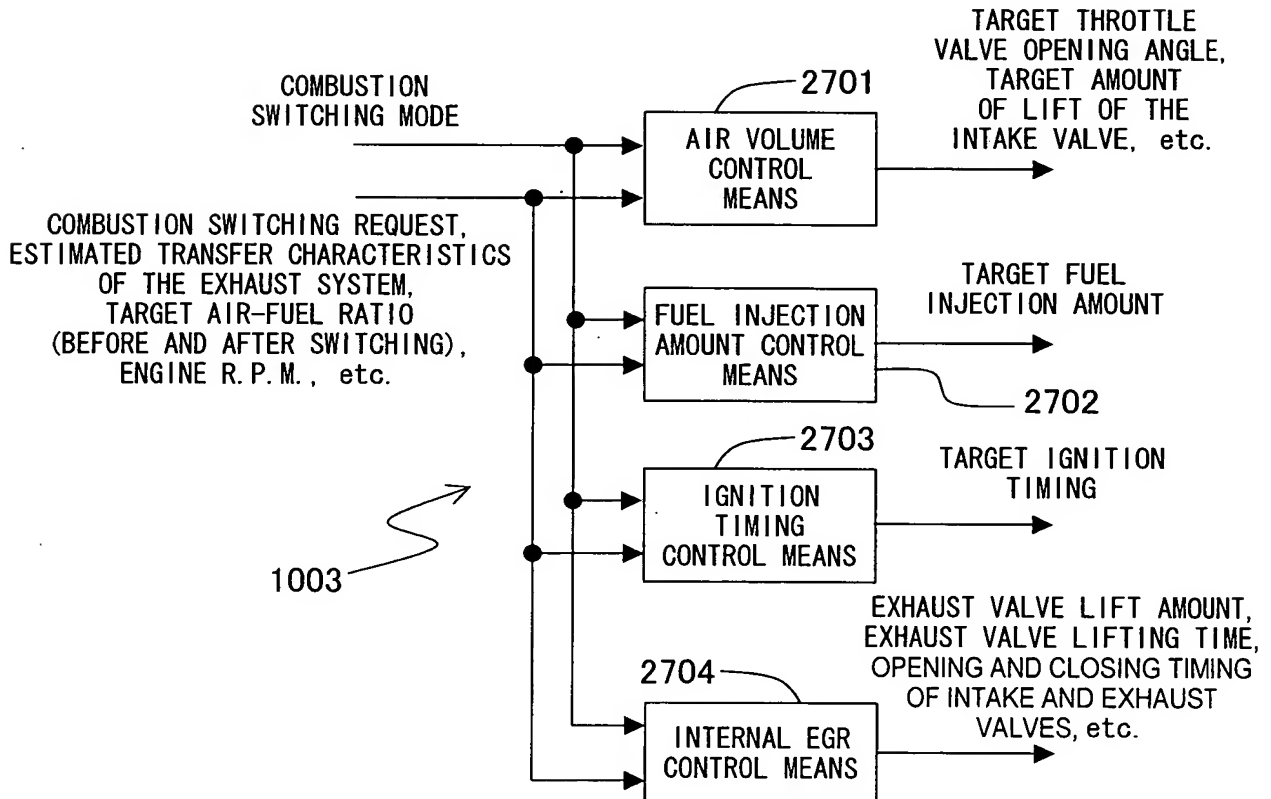 COMBUSTION
SWITCHING MODE
COMBUSTION SWITCHING REQUEST,
ESTIMATED TRANSFER CHARACTERISTICS
OF THE EXHAUST SYSTEM,
TARGET AIR-FUEL RATIO
(BEFORE AND AFTER SWITCHING),
ENGINE R.P.M., etc.
1003
2701
AIR VOLUME
CONTROL
MEANS
TARGET THROTTLE
VALVE OPENING ANGLE,
TARGET AMOUNT
OF LIFT OF THE
INTAKE VALVE, etc.
FUEL INJECTION
AMOUNT CONTROL
MEANS
2702
TARGET FUEL
INJECTION AMOUNT
2703
IGNITION
TIMING
CONTROL MEANS
TARGET IGNITION
TIMING
2704
INTERNAL EGR
CONTROL MEANS
EXHAUST VALVE LIFT AMOUNT,
EXHAUST VALVE LIFTING TIME,
OPENING AND CLOSING TIMING
OF INTAKE AND EXHAUST
VALVES, etc.